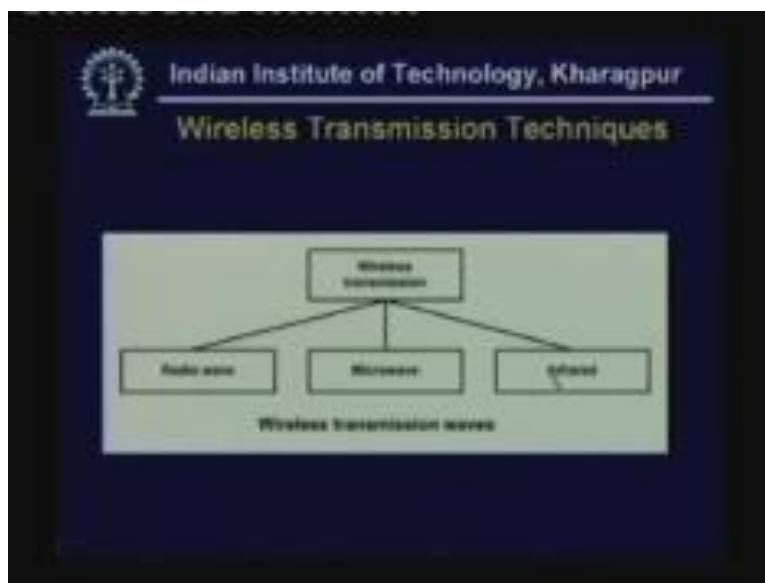 Indian Institute of Technology, Kharagpur
Wireless Transmission Techniques
Wireless
transmission
Radio wave
Microwave
Infrared
Wireless transmission waves